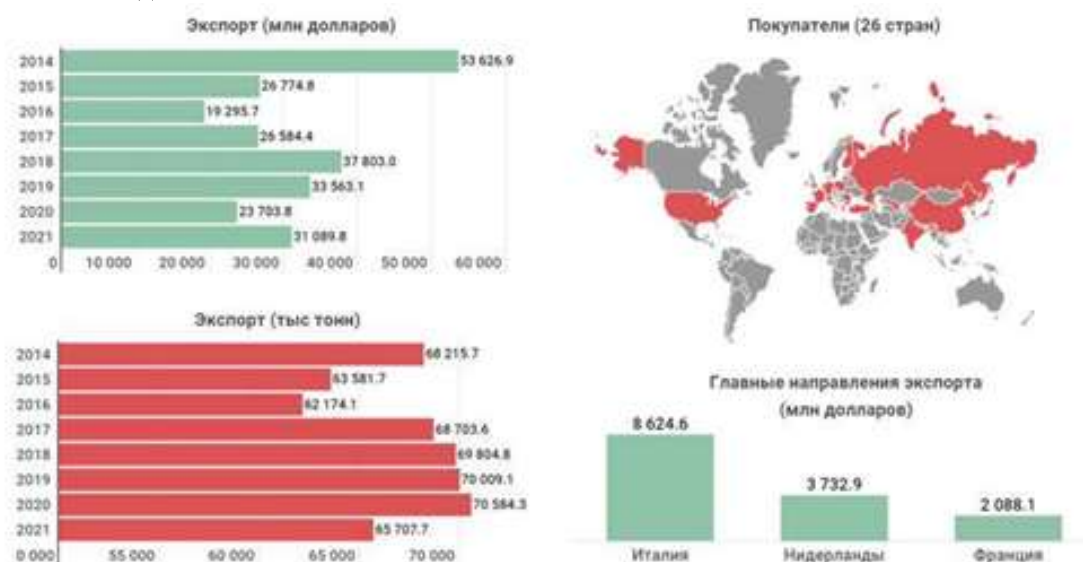 Экспорт (млн долларов)
2014 53 626.9
2015 26 774.8
2016 19 295.7
2017 26 584.4
2018 37 803.0
2019 33 563.1
2020 23 703.8
2021 31 089.8
0 10 000 20 000 30 000 40 000 50 000 60 000
Экспорт (тыс тонн)
2014 68 215.7
2015 63 581.7
2016 62 174.1
2017 68 703.6
2018 69 804.8
2019 70 009.1
2020 70 584.3
2021 65 707.7
0 000 55 000 60 000 65 000 70 000
Покупатели (26 стран)
Главные направления экспорта
(млн долларов)
8 624.6 3 732.9 2 088.1
Италия Нидерланды Франция